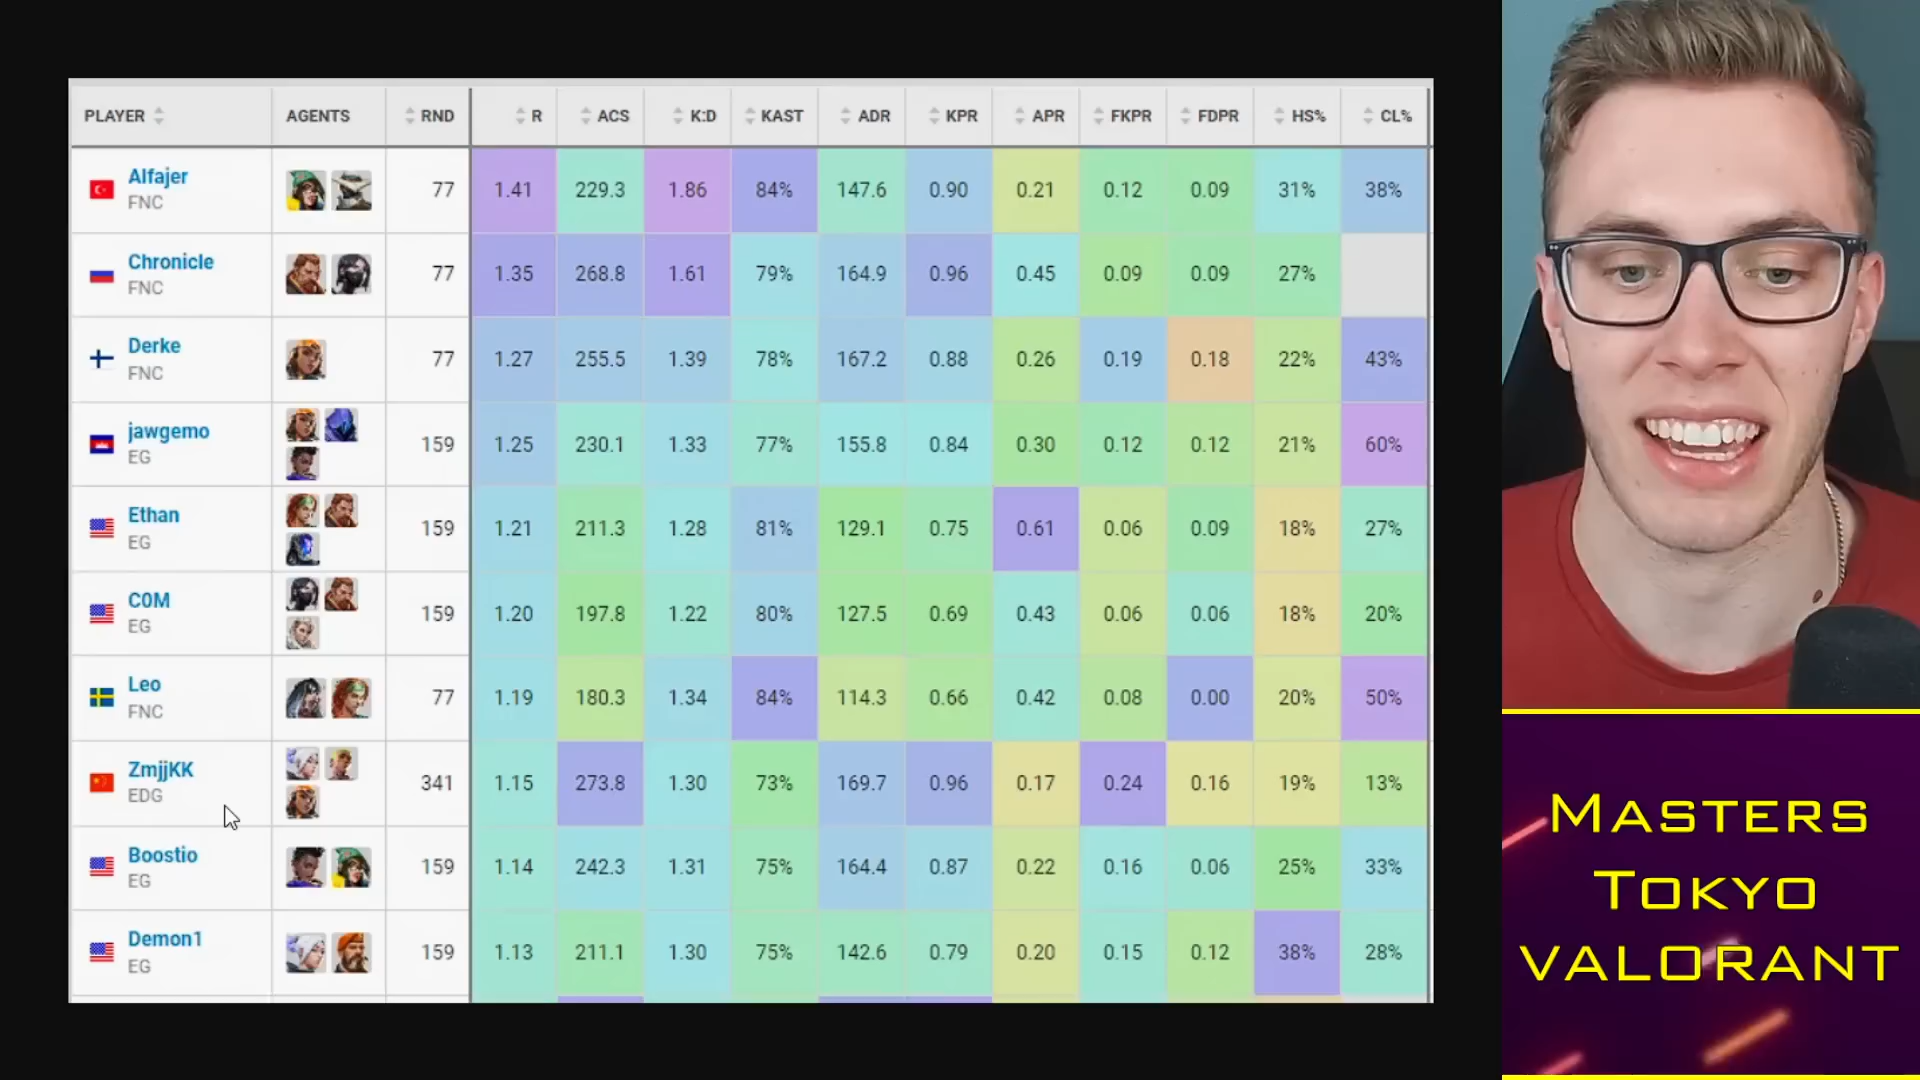 PLAYER AGENTS RND R ACS K:D KAST ADR KPR APR FKPR FDPR HS% CL%
Alfajer
FNC
77 1.41 229.3 1.86 84% 147.6 0.90 0.21 0.12 0.09 31% 38%
Chronicle
FNC
77 1.35 268.8 1.61 79% 164.9 0.96 0.45 0.09 0.09 27%
Derke
FNC
77 1.27 255.5 1.39 78% 167.2 0.88 0.26 0.19 0.18 22% 43%
jawgemo
EG
159 1.25 230.1 1.33 77% 155.8 0.84 0.30 0.12 0.12 21% 60%
Ethan
EG
159 1.21 211.3 1.28 81% 129.1 0.75 0.61 0.06 0.09 18% 27%
C0M
EG
159 1.20 197.8 1.22 80% 127.5 0.69 0.43 0.06 0.06 18% 20%
Leo
FNC
77 1.19 180.3 1.34 84% 114.3 0.66 0.42 0.08 0.00 20% 50%
ZmjjKK
EDG
341 1.15 273.8 1.30 73% 169.7 0.96 0.17 0.24 0.16 19% 13%
Boostio
EG
159 1.14 242.3 1.31 75% 164.4 0.87 0.22 0.16 0.06 25% 33%
Demon1
EG
159 1.13 211.1 1.30 75% 142.6 0.79 0.20 0.15 0.12 38% 28%
MASTERS
TOKYO
VALORANT